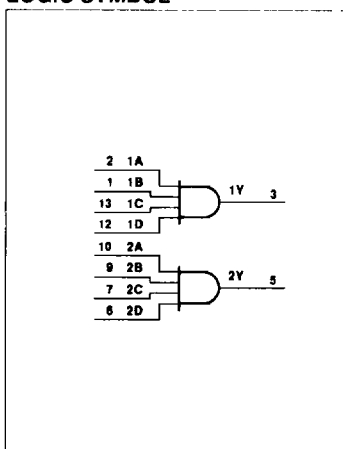 LOGIC SYMBOL
2 1A
1 1B
13 1C
12 1D
1Y 3
10 2A
9 2B
7 2C
6 2D
2Y 5